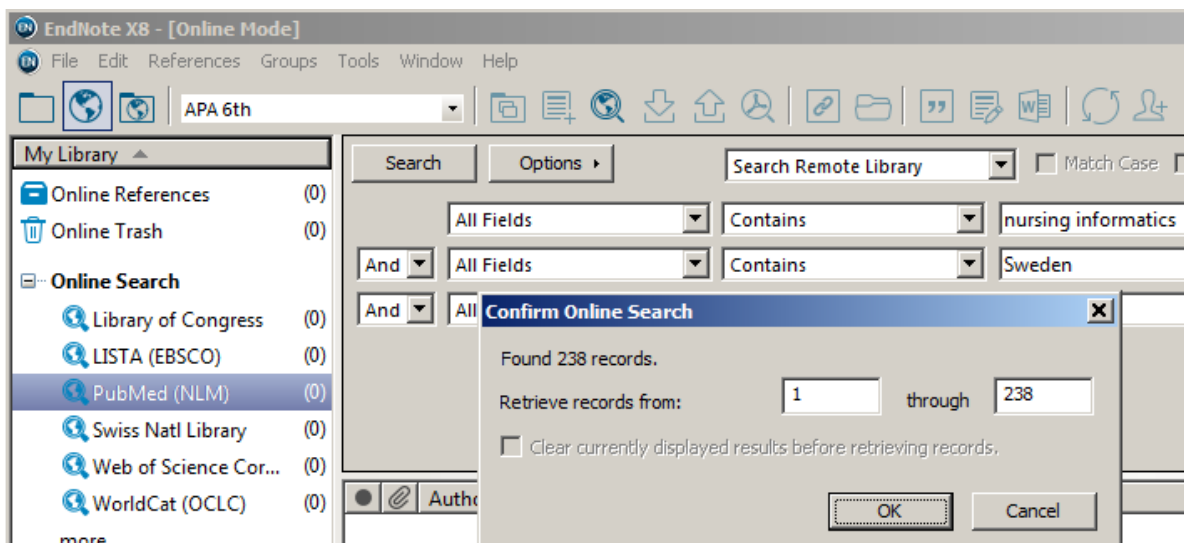 EndNote X8 - [Online Mode]
File Edit References Groups Tools Window Help
APA 6th
My Library
Search Options Search Remote Library Match Case
Online References (0)
All Fields Contains nursing informatics
Online Trash (0)
And All Fields Contains Sweden
Online Search
And All
Library of Congress (0)
LISTA (EBSCO) (0)
PubMed (NLM) (0)
Swiss Natl Library (0)
Web of Science Cor... (0)
WorldCat (OCLC) (0)
more
Autho
Confirm Online Search
Found 238 records.
Retrieve records from: 1 through 238
Clear currently displayed results before retrieving records.
OK Cancel